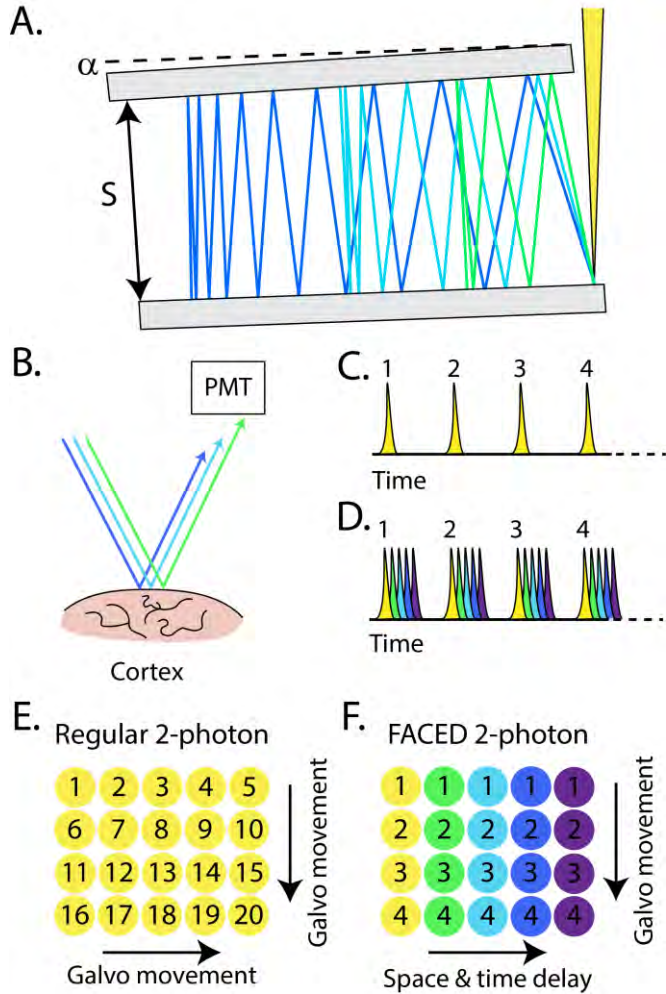 A.
α
S
B.
PMT
Cortex
C.
1 2 3 4
Time
D.
1 2 3 4
Time
E.
Regular 2-photon
1 2 3 4 5
6 7 8 9 10
11 12 13 14 15
16 17 18 19 20
Galvo movement
Galvo movement
F.
FACED 2-photon
1 1 1 1 1
2 2 2 2 2
3 3 3 3 3
4 4 4 4 4
Galvo movement
Space & time delay